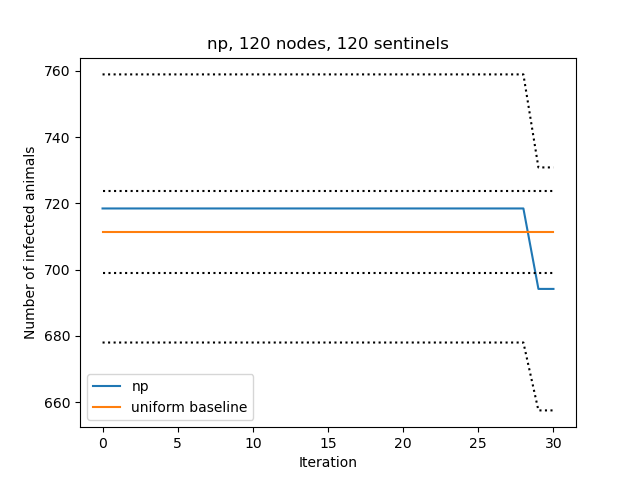 np, 120 nodes, 120 sentinels
760
740
720
700
680
660
Number of infected animals
np
uniform baseline
0 5 10 15 20 25 30
Iteration